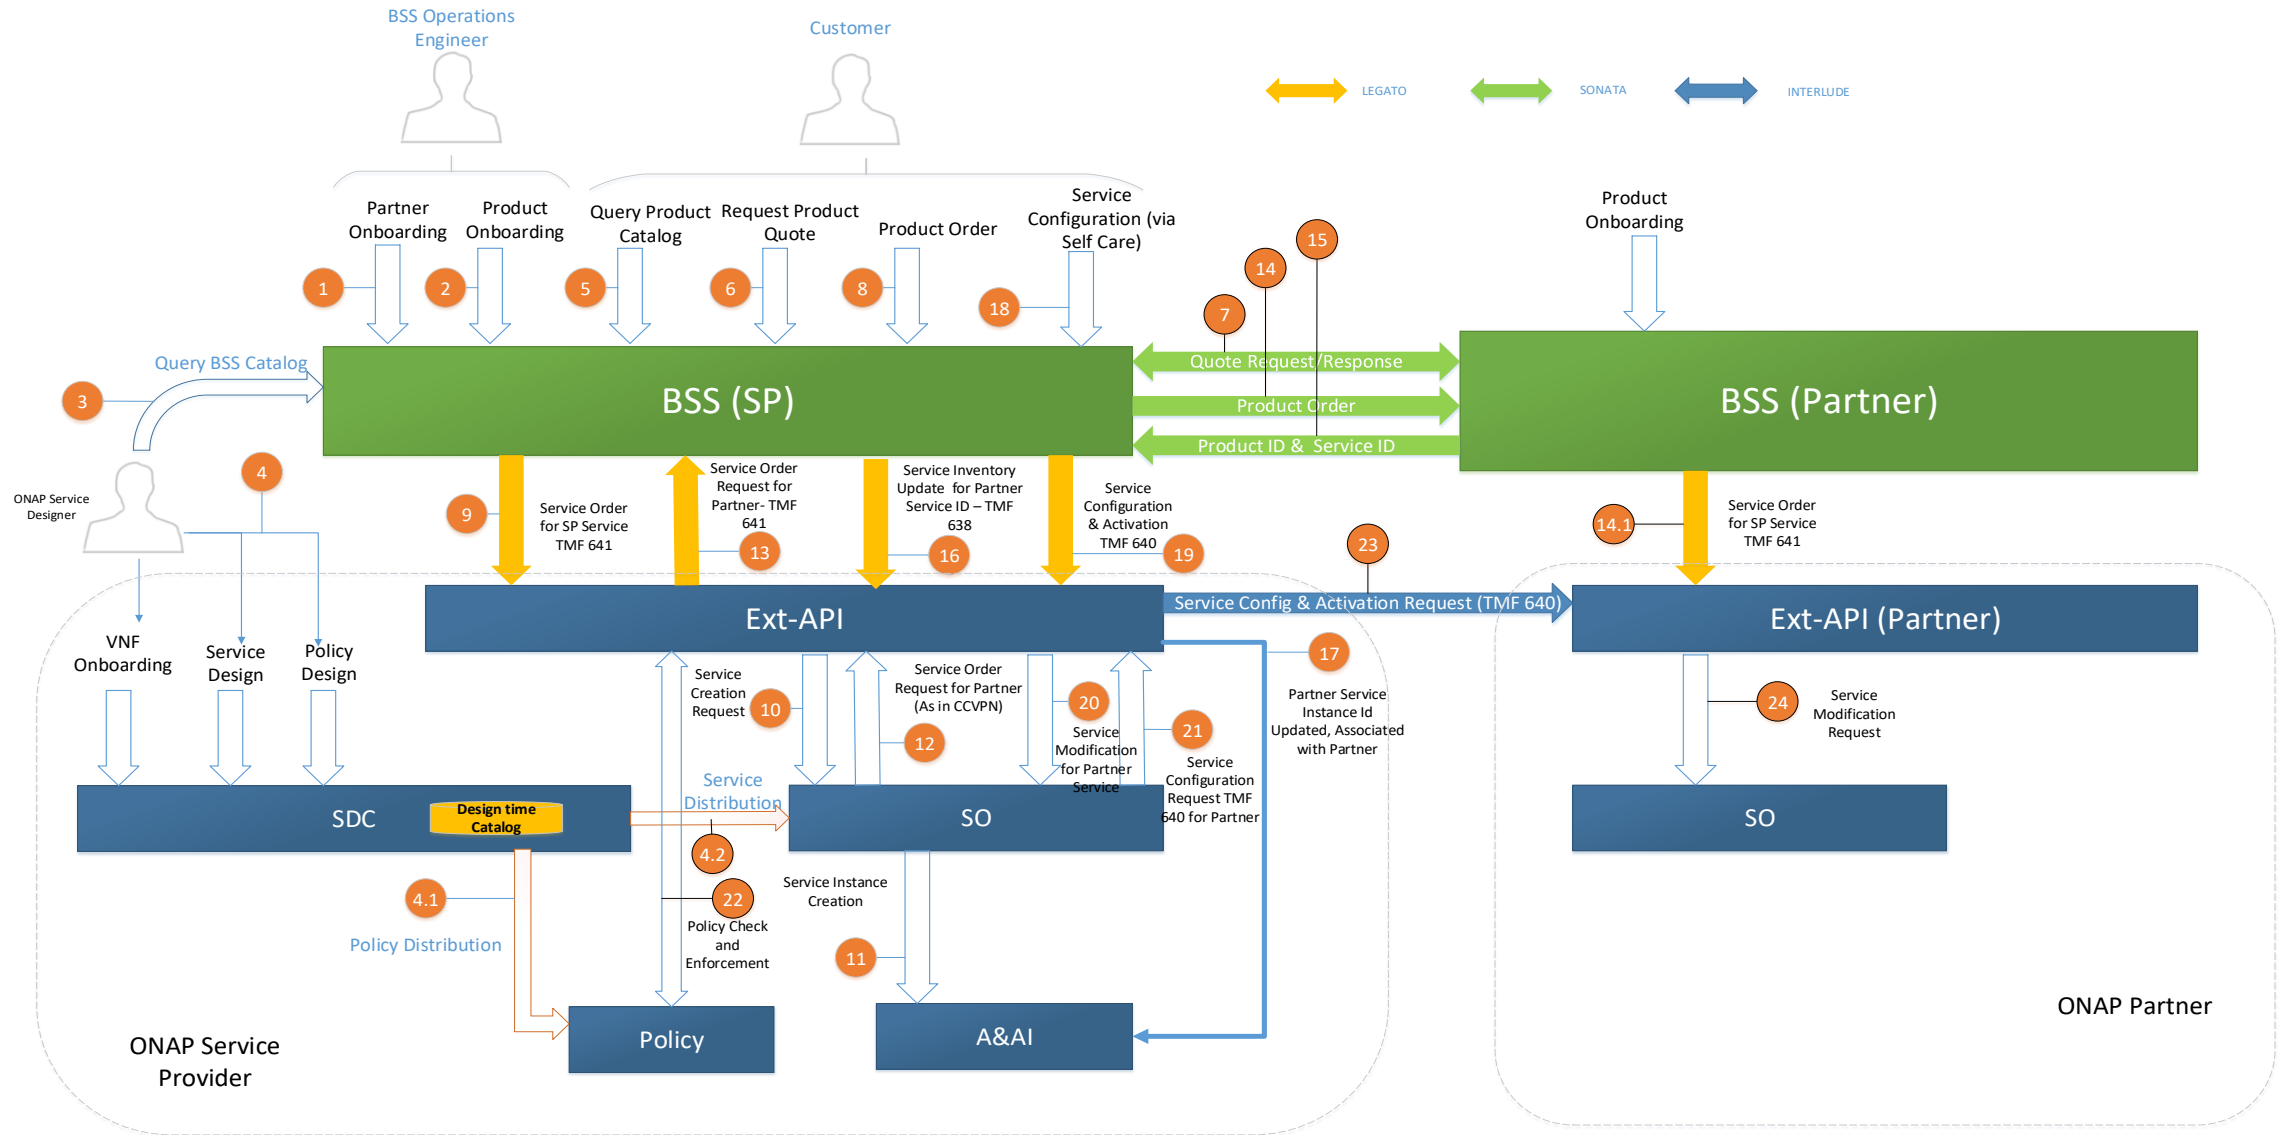 BSS Operations
Engineer
Customer
LEGATO
SONATA
INTERLUDE
Partner
Onboarding
Product
Onboarding
Query Product
Catalog
Request Product
Quote
Product Order
Service
Configuration (via
Self Care)
Product
Onboarding
1
2
5
6
8
18
7
14
15
Query BSS Catalog
3
BSS (SP)
Quote Request/Response
Product Order
Product ID & Service ID
BSS (Partner)
4
ONAP Service
Designer
9
Service Order
for SP Service
TMF 641
Service Order
Request for
Partner- TMF
641
13
Service Inventory
Update for Partner
Service ID – TMF
638
16
Service
Configuration
& Activation
TMF 640
19
23
14.1
Service Order
for SP Service
TMF 641
Ext-API
Service Config & Activation Request (TMF 640)
Ext-API (Partner)
VNF
Onboarding
Service
Design
Policy
Design
Service
Creation
Request
10
Service Order
Request for Partner
(As in CCVPN)
12
20
Service
Modification
for Partner
Service
21
Service
Configuration
Request TMF
640 for Partner
17
Partner Service
Instance Id
Updated, Associated
with Partner
24
Service
Modification
Request
SDC
Design time
Catalog
Service
Distribution
4.2
SO
SO
4.1
Policy Distribution
22
Policy Check
and
Enforcement
Service Instance
Creation
11
Policy
A&AI
ONAP Service
Provider
ONAP Partner